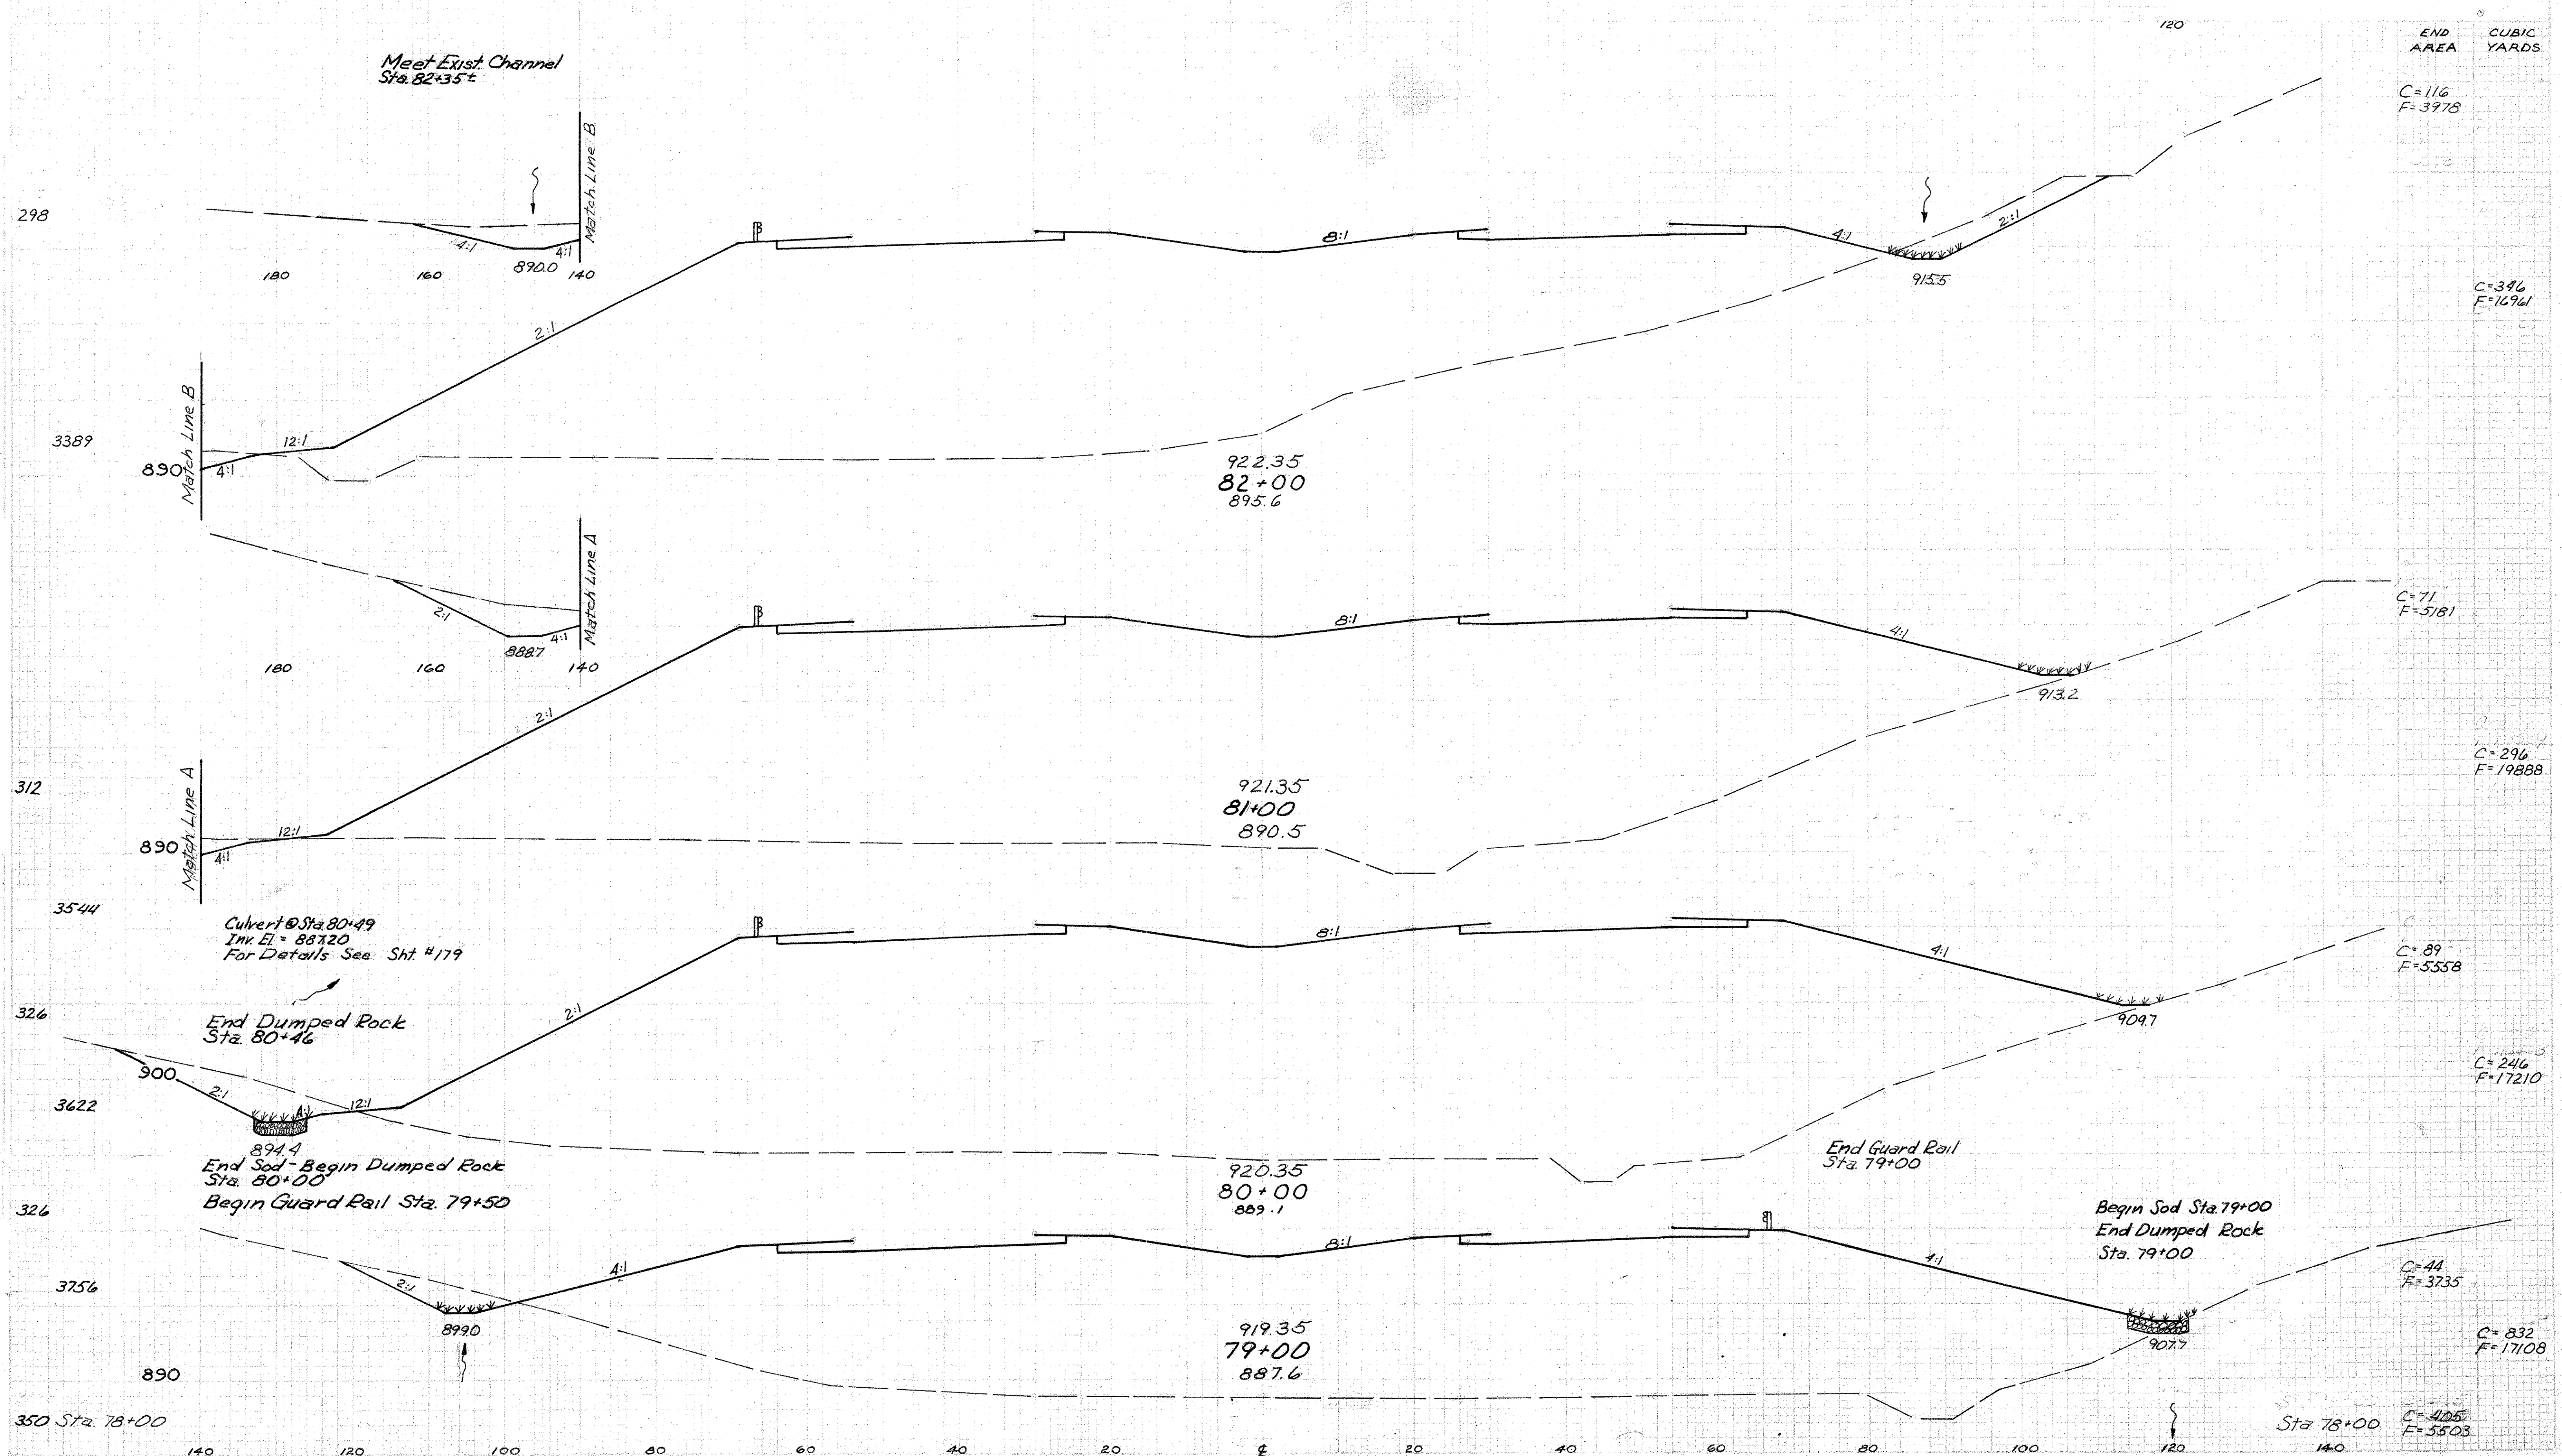 120
END AREA
CUBIC YARDS
Meet Exist. Channel
Sta. 82+35±
C=116
F=3978
Match Line B
298
4:1
4:1
890.0
180
160
140
8:1
4:1
2:1
915.5
2:1
C=346
F=16961
Match Line B
3389
12:1
890
4:1
922.35
82+00
895.6
Match Line A
2:1
4:1
888.7
180
160
140
8:1
4:1
913.2
C=71
F=5181
2:1
Match Line A
312
12:1
890
4:1
921.35
81+00
890.5
C=296
F=19888
3544
Culvert @ Sta. 80+49
Inv. El. = 887.20
For Details See Sht. #179
8:1
4:1
909.7
C=89
F=5558
326
End Dumped Rock
Sta. 80+46
2:1
900
2:1
4:1
12:1
3622
894.4
C=246
F=17210
End Sod-Begin Dumped Rock
Sta. 80+00
Begin Guard Rail Sta. 79+50
920.35
80+00
889.1
End Guard Rail
Sta. 79+00
326
Begin Sod Sta. 79+00
End Dumped Rock
Sta. 79+00
3756
2:1
4:1
8:1
4:1
C=44
F=3735
899.0
919.35
79+00
887.6
907.7
C=832
F=17108
890
350 Sta. 78+00
Sta 78+00
C=405
F=5503
140 120 100 80 60 40 20 ℄ 20 40 60 80 100 120 140